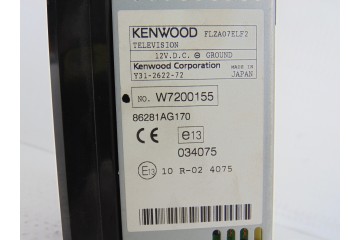 KENWOOD FLZA07ELF2
TELEVISION
12V.D.C. ⊖ GROUND
Kenwood Corporation MADE IN JAPAN
Y31-2622-72
NO. W7200155
86281AG170
CE e13
034075
E13 10 R-02 4075